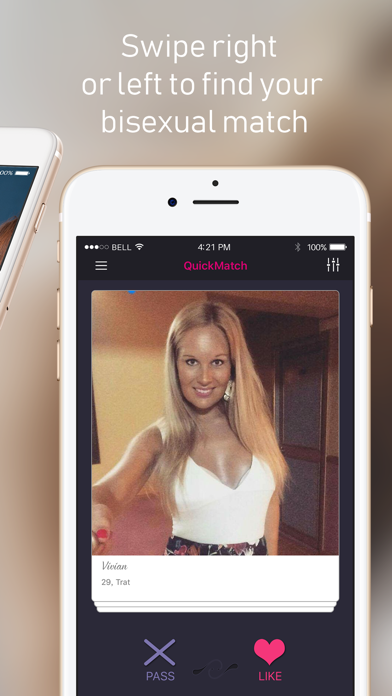 Swipe right
or left to find your
bisexual match
100%
BELL 4:21 PM 100%
QuickMatch
Vivian
29, Trat
PASS LIKE